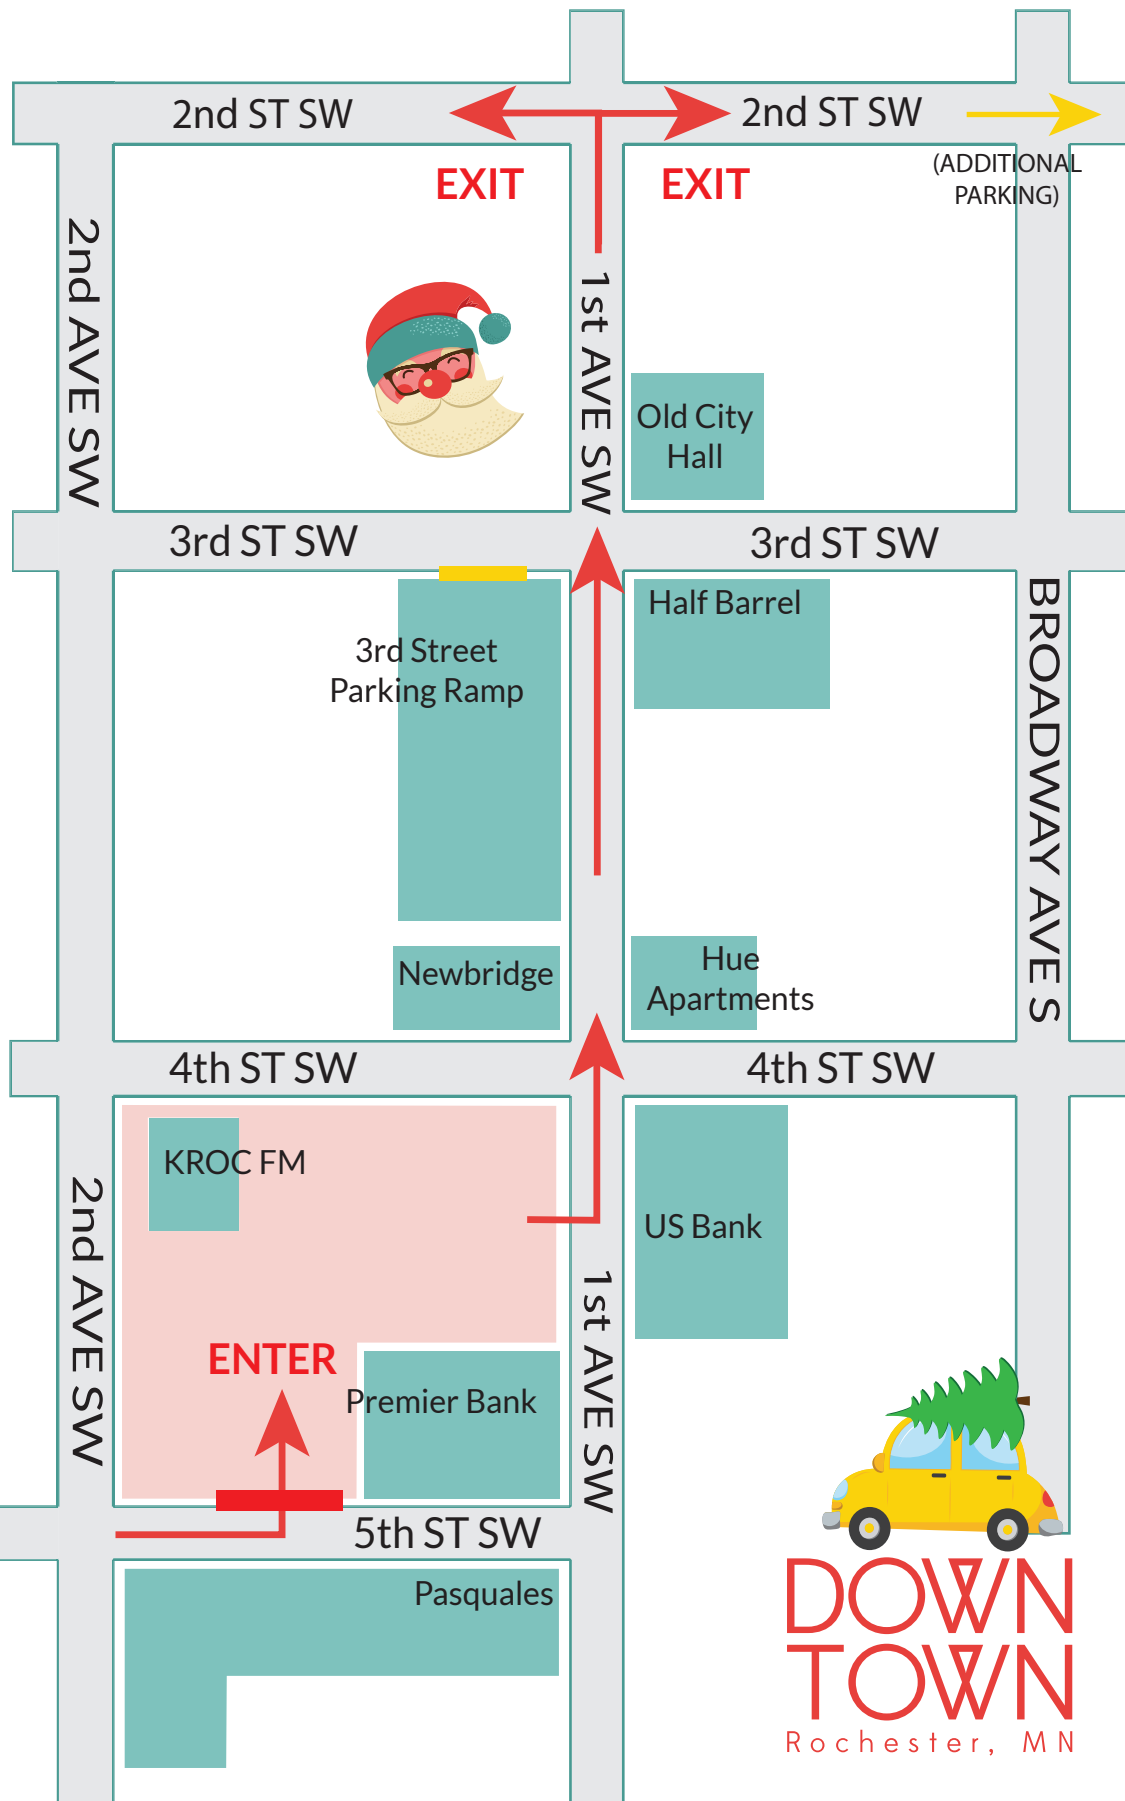 2nd ST SW
2nd ST SW
(ADDITIONAL
PARKING)
EXIT
EXIT
2nd AVE SW
1st AVE SW
Old City
Hall
3rd ST SW
3rd ST SW
BROADWAY AVE S
Half Barrel
3rd Street
Parking Ramp
Newbridge
Hue
Apartments
4th ST SW
4th ST SW
KROC FM
2nd AVE SW
US Bank
1st AVE SW
ENTER
Premier Bank
5th ST SW
Pasquales
DOWN
TOWN
Rochester, MN